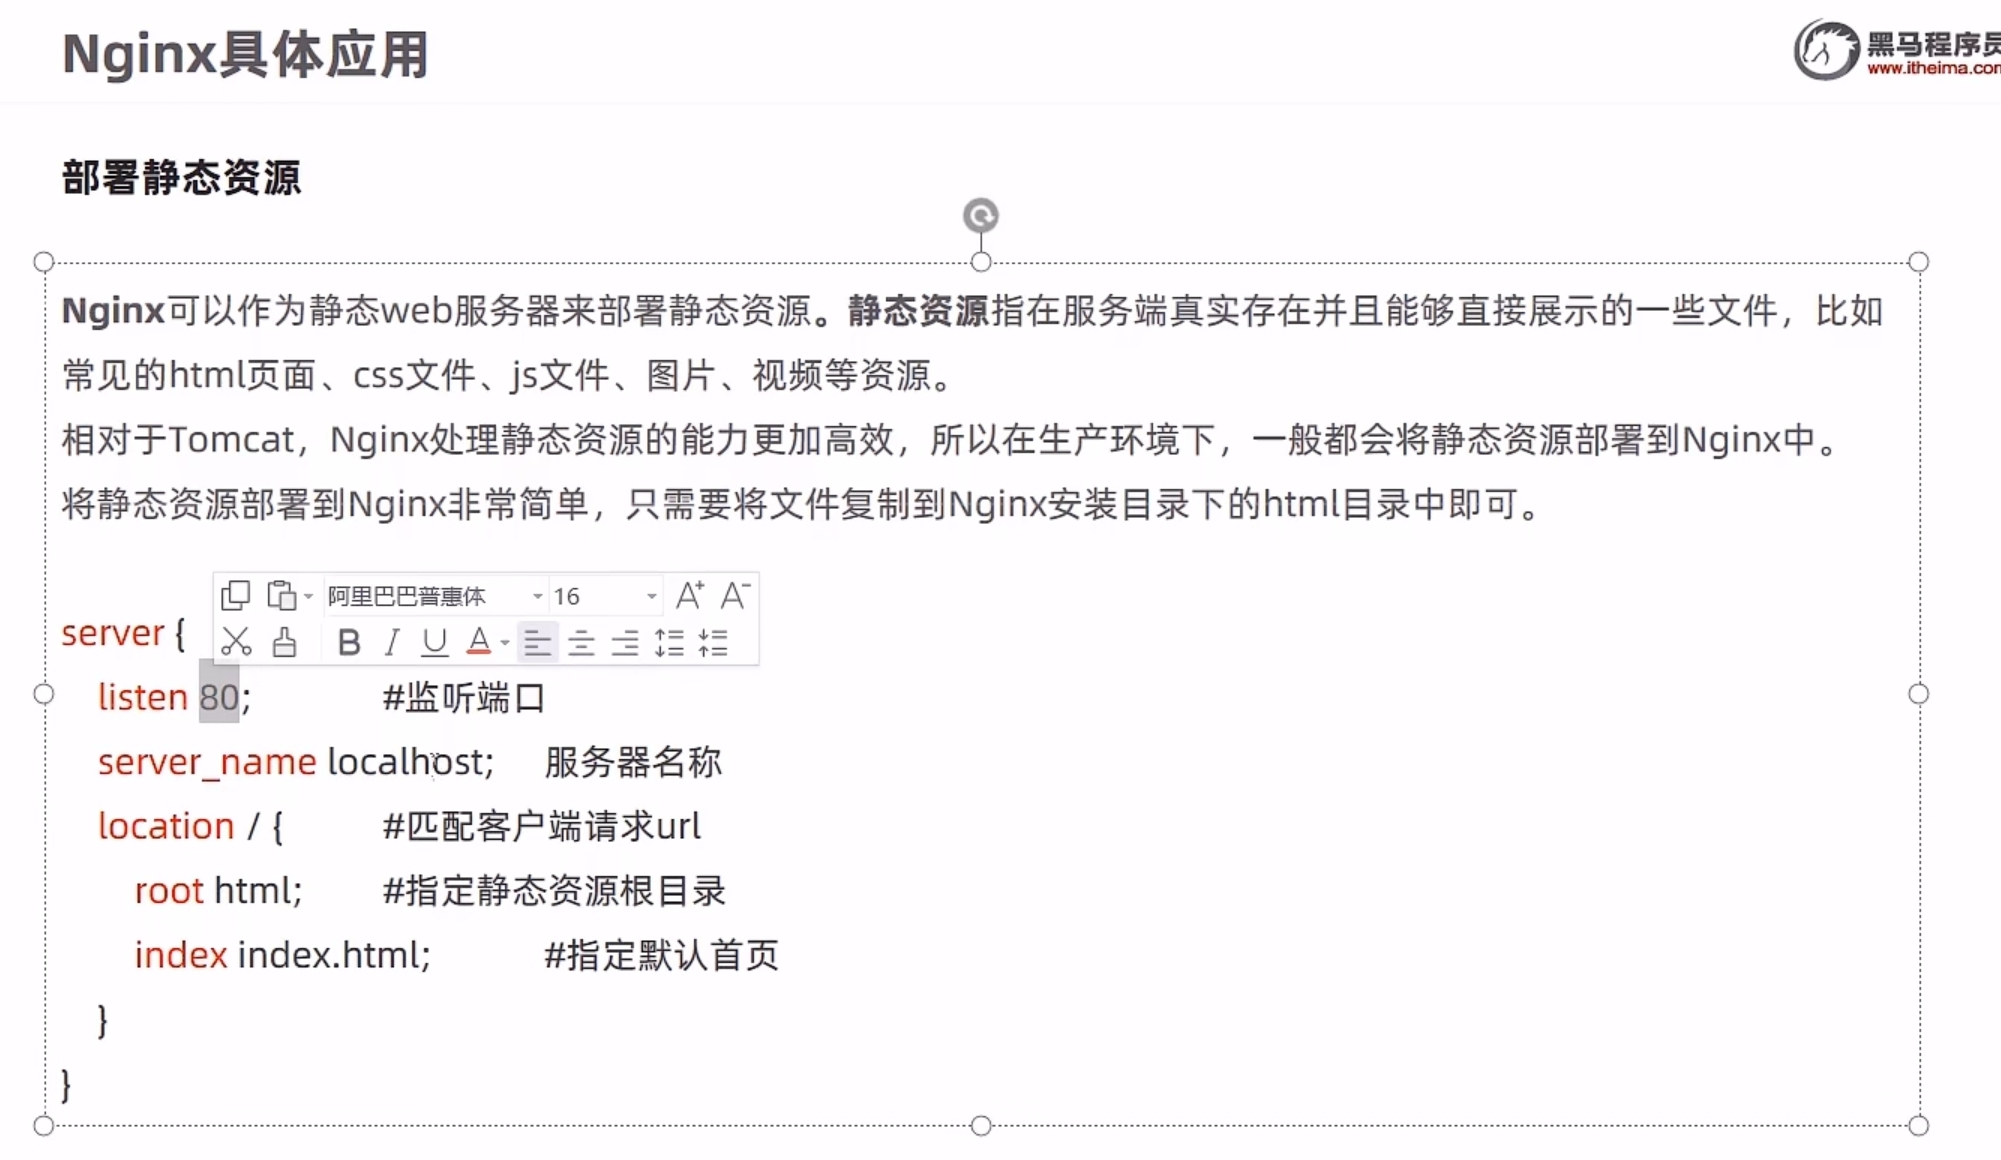 Nginx具体应用
黑马程序员
www.itheima.com
部署静态资源
Nginx可以作为静态web服务器来部署静态资源。静态资源指在服务端真实存在并且能够直接展示的一些文件，比如
常见的html页面、css文件、js文件、图片、视频等资源。
相对于Tomcat，Nginx处理静态资源的能力更加高效，所以在生产环境下，一般都会将静态资源部署到Nginx中。
将静态资源部署到Nginx非常简单，只需要将文件复制到Nginx安装目录下的html目录中即可。
阿里巴巴普惠体 16 A+ A-
B I U A
server {
listen 80; #监听端口
server_name localhost; 服务器名称
location / { #匹配客户端请求url
root html; #指定静态资源根目录
index index.html; #指定默认首页
}
}